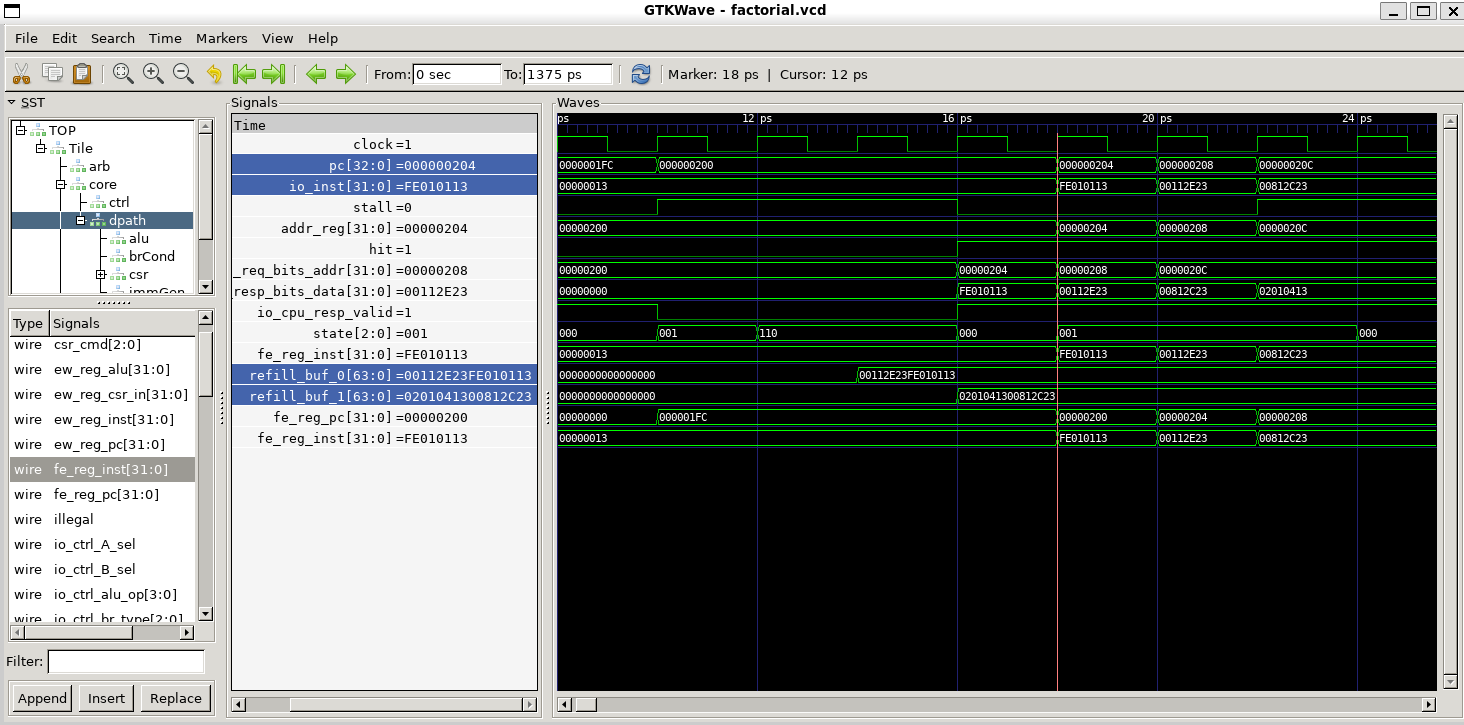 GTKWave - factorial.vcd
File Edit Search Time Markers View Help
From: 0 sec To: 1375 ps Marker: 18 ps | Cursor: 12 ps
SST
TOP
Tile
arb
core
ctrl
dpath
alu
brCond
csr
immGen
Type Signals
wire csr_cmd[2:0]
wire ew_reg_alu[31:0]
wire ew_reg_csr_in[31:0]
wire ew_reg_inst[31:0]
wire ew_reg_pc[31:0]
wire fe_reg_inst[31:0]
wire fe_reg_pc[31:0]
wire illegal
wire io_ctrl_A_sel
wire io_ctrl_B_sel
wire io_ctrl_alu_op[3:0]
wire io_ctrl_br_type[2:0]
Filter:
Append Insert Replace
Signals
Time
clock=1
pc[32:0]=000000204
io_inst[31:0]=FE010113
stall=0
addr_reg[31:0]=00000204
hit=1
_req_bits_addr[31:0]=00000208
resp_bits_data[31:0]=00112E23
io_cpu_resp_valid=1
state[2:0]=001
fe_reg_inst[31:0]=FE010113
refill_buf_0[63:0]=00112E23FE010113
refill_buf_1[63:0]=0201041300812C23
fe_reg_pc[31:0]=00000200
fe_reg_inst[31:0]=FE010113
Waves
ps 12 ps 16 ps 20 ps 24 ps
0000001FC 000000200 000000204 000000208 00000020C
00000013 FE010113 00112E23 00812C23
00000200 00000204 00000208 0000020C
00000200 00000204 00000208 0000020C
00000000 FE010113 00112E23 00812C23 02010413
000 001 110 000 001 000
00000013 FE010113 00112E23 00812C23
0000000000000000 00112E23FE010113
0000000000000000 0201041300812C23
00000000 000001FC 00000200 00000204 00000208
00000013 FE010113 00112E23 00812C23